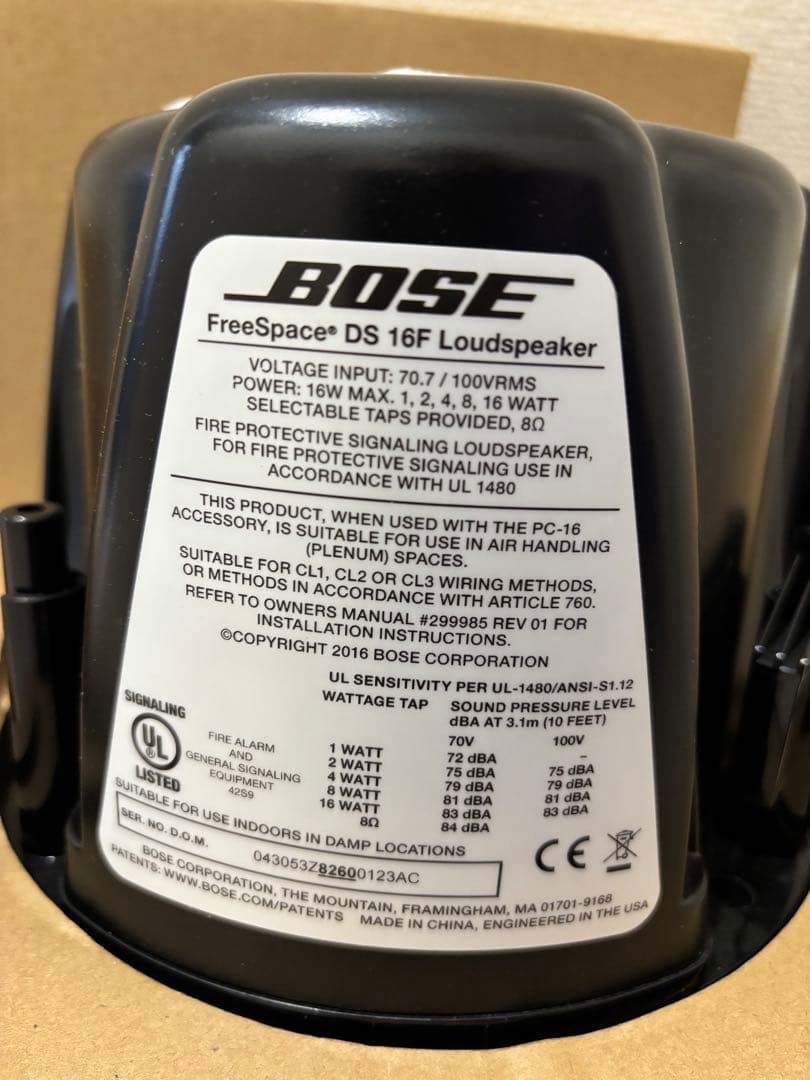 BOSE
FreeSpace® DS 16F Loudspeaker
VOLTAGE INPUT: 70.7 / 100VRMS
POWER: 16W MAX. 1, 2, 4, 8, 16 WATT
SELECTABLE TAPS PROVIDED, 8Ω
FIRE PROTECTIVE SIGNALING LOUDSPEAKER,
FOR FIRE PROTECTIVE SIGNALING USE IN
ACCORDANCE WITH UL 1480
THIS PRODUCT, WHEN USED WITH THE PC-16
ACCESSORY, IS SUITABLE FOR USE IN AIR HANDLING
(PLENUM) SPACES.
SUITABLE FOR CL1, CL2 OR CL3 WIRING METHODS,
OR METHODS IN ACCORDANCE WITH ARTICLE 760.
REFER TO OWNERS MANUAL #299985 REV 01 FOR
INSTALLATION INSTRUCTIONS.
©COPYRIGHT 2016 BOSE CORPORATION
UL SENSITIVITY PER UL-1480/ANSI-S1.12
WATTAGE TAP SOUND PRESSURE LEVEL
dBA AT 3.1m (10 FEET)
70V 100V
1 WATT 72 dBA –
2 WATT 75 dBA 75 dBA
4 WATT 79 dBA 79 dBA
8 WATT 81 dBA 81 dBA
16 WATT 83 dBA 83 dBA
8Ω 84 dBA
SIGNALING
UL®
LISTED
FIRE ALARM
AND
GENERAL SIGNALING
EQUIPMENT
42S9
SUITABLE FOR USE INDOORS IN DAMP LOCATIONS
SER. NO. D.O.M. 043053Z82600123AC
CE
BOSE CORPORATION, THE MOUNTAIN, FRAMINGHAM, MA 01701-9168
PATENTS: WWW.BOSE.COM/PATENTS MADE IN CHINA, ENGINEERED IN THE USA